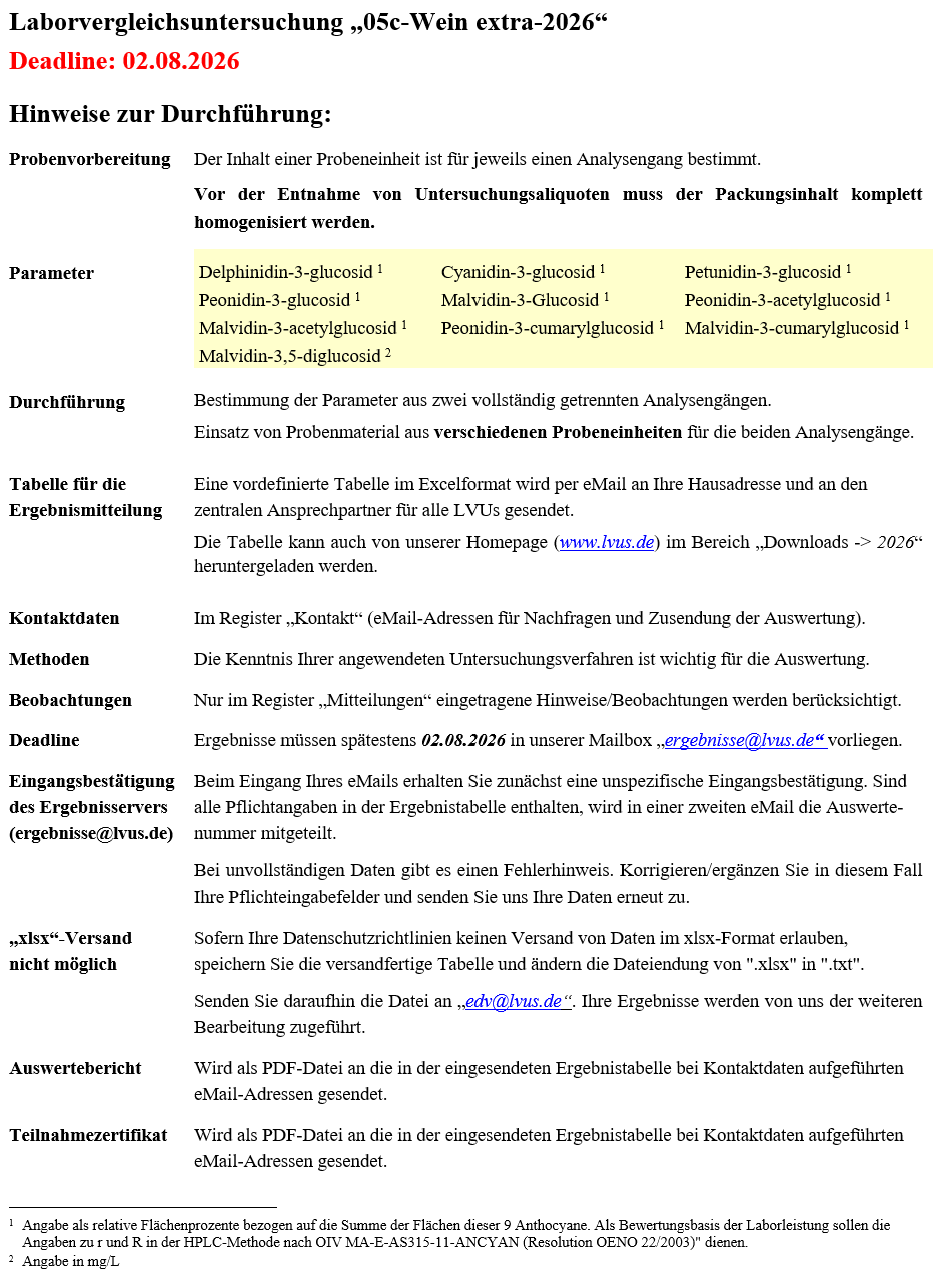 Laborvergleichsuntersuchung „05c-Wein extra-2026“
Deadline: 02.08.2026
Hinweise zur Durchführung:
Probenvorbereitung Der Inhalt einer Probeneinheit ist für jeweils einen Analysengang bestimmt.
Vor der Entnahme von Untersuchungsaliquoten muss der Packungsinhalt komplett
homogenisiert werden.
Parameter Delphinidin-3-glucosid ¹ Cyanidin-3-glucosid ¹ Petunidin-3-glucosid ¹
Peonidin-3-glucosid ¹ Malvidin-3-Glucosid ¹ Peonidin-3-acetylglucosid ¹
Malvidin-3-acetylglucosid ¹ Peonidin-3-cumarylglucosid ¹ Malvidin-3-cumarylglucosid ¹
Malvidin-3,5-diglucosid ²
Durchführung Bestimmung der Parameter aus zwei vollständig getrennten Analysengängen.
Einsatz von Probenmaterial aus verschiedenen Probeneinheiten für die beiden Analysengänge.
Tabelle für die Eine vordefinierte Tabelle im Excelformat wird per eMail an Ihre Hausadresse und an den
Ergebnismitteilung zentralen Ansprechpartner für alle LVUs gesendet.
Die Tabelle kann auch von unserer Homepage (www.lvus.de) im Bereich „Downloads -> 2026“
heruntergeladen werden.
Kontaktdaten Im Register „Kontakt“ (eMail-Adressen für Nachfragen und Zusendung der Auswertung).
Methoden Die Kenntnis Ihrer angewendeten Untersuchungsverfahren ist wichtig für die Auswertung.
Beobachtungen Nur im Register „Mitteilungen“ eingetragene Hinweise/Beobachtungen werden berücksichtigt.
Deadline Ergebnisse müssen spätestens 02.08.2026 in unserer Mailbox „ergebnisse@lvus.de“ vorliegen.
Eingangsbestätigung Beim Eingang Ihres eMails erhalten Sie zunächst eine unspezifische Eingangsbestätigung. Sind
des Ergebnisservers alle Pflichtangaben in der Ergebnistabelle enthalten, wird in einer zweiten eMail die Auswerte-
(ergebnisse@lvus.de) nummer mitgeteilt.
Bei unvollständigen Daten gibt es einen Fehlerhinweis. Korrigieren/ergänzen Sie in diesem Fall
Ihre Pflichteingabefelder und senden Sie uns Ihre Daten erneut zu.
„xlsx“-Versand Sofern Ihre Datenschutzrichtlinien keinen Versand von Daten im xlsx-Format erlauben,
nicht möglich speichern Sie die versandfertige Tabelle und ändern die Dateiendung von ".xlsx" in ".txt".
Senden Sie daraufhin die Datei an „edv@lvus.de“. Ihre Ergebnisse werden von uns der weiteren
Bearbeitung zugeführt.
Auswertebericht Wird als PDF-Datei an die in der eingesendeten Ergebnistabelle bei Kontaktdaten aufgeführten
eMail-Adressen gesendet.
Teilnahmezertifikat Wird als PDF-Datei an die in der eingesendeten Ergebnistabelle bei Kontaktdaten aufgeführten
eMail-Adressen gesendet.
¹ Angabe als relative Flächenprozente bezogen auf die Summe der Flächen dieser 9 Anthocyane. Als Bewertungsbasis der Laborleistung sollen die
Angaben zu r und R in der HPLC-Methode nach OIV MA-E-AS315-11-ANCYAN (Resolution OENO 22/2003)" dienen.
² Angabe in mg/L